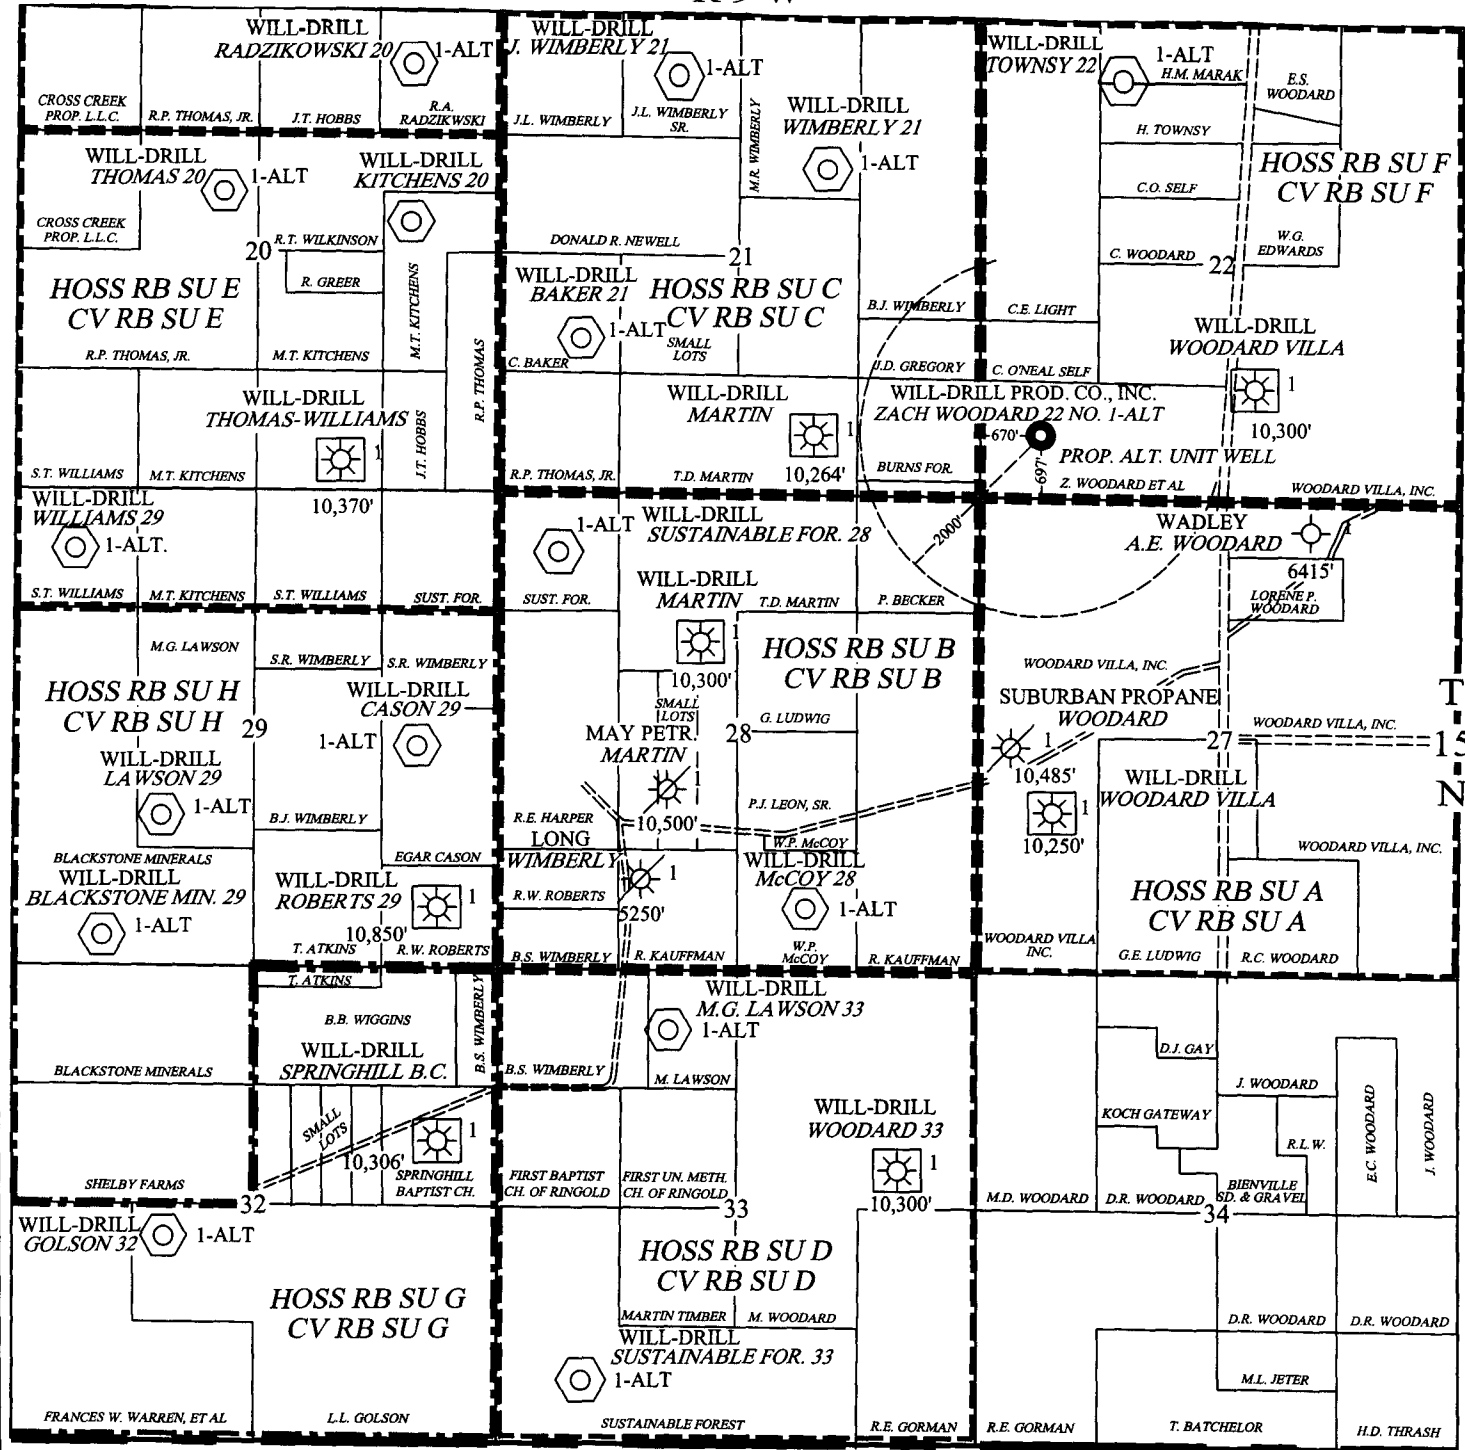 R 9 W
WILL-DRILL
RADZIKOWSKI 20
1-ALT
CROSS CREEK
PROP. L.L.C.
R.P. THOMAS, JR.
J.T. HOBBS
R.A.
RADZIKWSKI
WILL-DRILL
J. WIMBERLY 21
1-ALT
J.L. WIMBERLY
J.L. WIMBERLY
SR.
M.R. WIMBERLY
WILL-DRILL
WIMBERLY 21
1-ALT
WILL-DRILL
TOWNSY 22
1-ALT
H.M. MARAK
E.S.
WOODARD
H. TOWNSY
HOSS RB SU F
CV RB SU F
C.O. SELF
W.G.
EDWARDS
C. WOODARD
22
WILL-DRILL
THOMAS 20
1-ALT
WILL-DRILL
KITCHENS 20
CROSS CREEK
PROP. L.L.C.
20
R.T. WILKINSON
R. GREER
HOSS RB SU E
CV RB SU E
M.T. KITCHENS
R.P. THOMAS
R.P. THOMAS, JR.
M.T. KITCHENS
DONALD R. NEWELL
21
WILL-DRILL
BAKER 21
1-ALT
HOSS RB SU C
CV RB SU C
SMALL
LOTS
C. BAKER
B.J. WIMBERLY
C.E. LIGHT
J.D. GREGORY
C. O'NEAL SELF
WILL-DRILL
WOODARD VILLA
1
10,300'
WILL-DRILL
THOMAS-WILLIAMS
1
10,370'
J.T. HOBBS
S.T. WILLIAMS
M.T. KITCHENS
WILL-DRILL
MARTIN
1
10,264'
R.P. THOMAS, JR.
T.D. MARTIN
BURNS FOR.
WILL-DRILL PROD. CO., INC.
ZACH WOODARD 22 NO. 1-ALT
670'
697'
PROP. ALT. UNIT WELL
Z. WOODARD ET AL
WOODARD VILLA, INC.
WILL-DRILL
WILLIAMS 29
1-ALT.
S.T. WILLIAMS
M.T. KITCHENS
S.T. WILLIAMS
SUST. FOR.
1-ALT
WILL-DRILL
SUSTAINABLE FOR. 28
2000'
SUST. FOR.
WILL-DRILL
MARTIN
1
10,300'
T.D. MARTIN
P. BECKER
WADLEY
A.E. WOODARD
1
6415'
LORENE P.
WOODARD
M.G. LAWSON
S.R. WIMBERLY
S.R. WIMBERLY
HOSS RB SU H
CV RB SU H
29
WILL-DRILL
CASON 29
1-ALT
WILL-DRILL
LAWSON 29
1-ALT
B.J. WIMBERLY
BLACKSTONE MINERALS
EGAR CASON
HOSS RB SU B
CV RB SU B
SMALL
LOTS
G. LUDWIG
28
MAY PETR.
MARTIN
1
10,500'
P.J. LEON, SR.
W.P. McCOY
R.E. HARPER
LONG
WIMBERLY
1
5250'
R.W. ROBERTS
WOODARD VILLA, INC.
SUBURBAN PROPANE
WOODARD
1
10,485'
WOODARD VILLA, INC.
T
15
N
27
WILL-DRILL
WOODARD VILLA
1
10,250'
WOODARD VILLA, INC.
HOSS RB SU A
CV RB SU A
WOODARD VILLA
INC.
G.E. LUDWIG
R.C. WOODARD
WILL-DRILL
BLACKSTONE MIN. 29
1-ALT
WILL-DRILL
ROBERTS 29
1
10,850'
T. ATKINS
R.W. ROBERTS
WILL-DRILL
McCOY 28
1-ALT
B.S. WIMBERLY
R. KAUFFMAN
W.P.
McCOY
R. KAUFFMAN
T. ATKINS
B.B. WIGGINS
B.S. WIMBERLY
WILL-DRILL
SPRINGHILL B.C.
1
10,306'
SMALL
LOTS
BLACKSTONE MINERALS
SHELBY FARMS
SPRINGHILL
BAPTIST CH.
32
WILL-DRILL
M.G. LAWSON 33
1-ALT
B.S. WIMBERLY
M. LAWSON
WILL-DRILL
WOODARD 33
1
10,300'
FIRST BAPTIST
CH. OF RINGOLD
FIRST UN. METH.
CH. OF RINGOLD
33
D.J. GAY
J. WOODARD
KOCH GATEWAY
R.L.W.
E.C. WOODARD
J. WOODARD
M.D. WOODARD
D.R. WOODARD
BIENVILLE
SD. & GRAVEL
34
WILL-DRILL
GOLSON 32
1-ALT
HOSS RB SU G
CV RB SU G
FRANCES W. WARREN, ET AL
L.L. GOLSON
HOSS RB SU D
CV RB SU D
MARTIN TIMBER
M. WOODARD
WILL-DRILL
SUSTAINABLE FOR. 33
1-ALT
SUSTAINABLE FOREST
R.E. GORMAN
R.E. GORMAN
D.R. WOODARD
D.R. WOODARD
M.L. JETER
T. BATCHELOR
H.D. THRASH